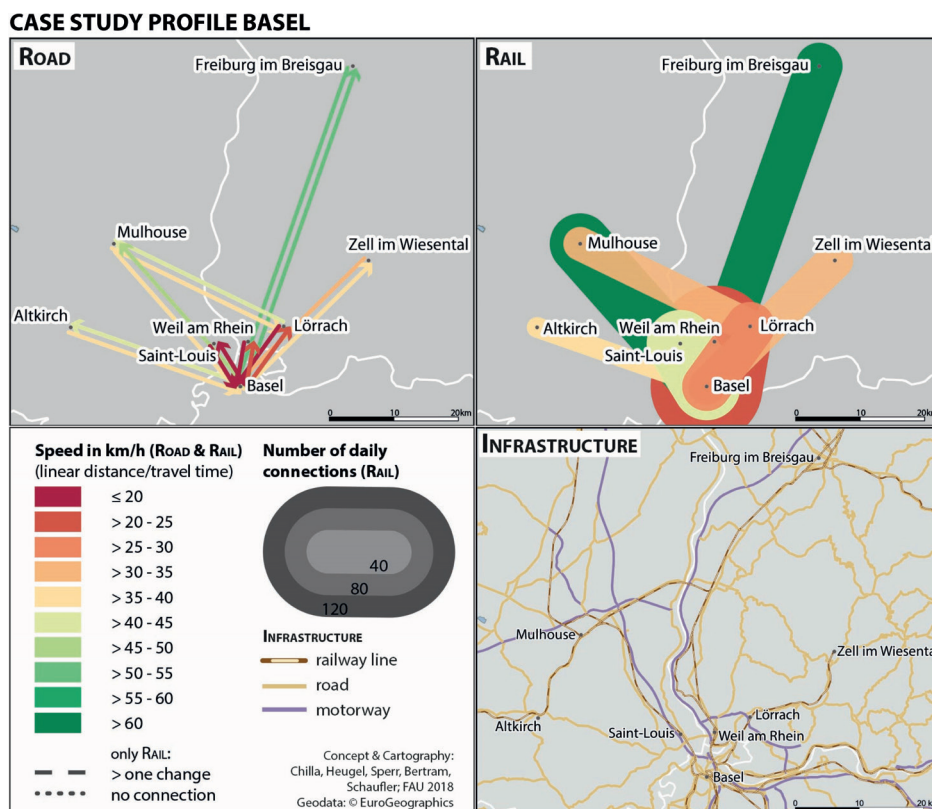 CASE STUDY PROFILE BASEL
ROAD
Freiburg im Breisgau
Mulhouse
Zell im Wiesental
Altkirch
Weil am Rhein
Lörrach
Saint-Louis
Basel
0 10 20km
RAIL
Freiburg im Breisgau
Mulhouse
Zell im Wiesental
Altkirch
Weil am Rhein
Lörrach
Saint-Louis
Basel
0 10 20km
Speed in km/h (ROAD & RAIL)
(linear distance/travel time)
≤ 20
> 20 - 25
> 25 - 30
> 30 - 35
> 35 - 40
> 40 - 45
> 45 - 50
> 50 - 55
> 55 - 60
> 60
only RAIL:
> one change
no connection
Number of daily
connections (RAIL)
40
80
120
INFRASTRUCTURE
railway line
road
motorway
Concept & Cartography:
Chilla, Heugel, Sperr, Bertram,
Schaufler; FAU 2018
Geodata: © EuroGeographics
INFRASTRUCTURE
Freiburg im Breisgau
Mulhouse
Zell im Wiesenta
Altkirch
Lörrach
Saint-Louis
Weil am Rhein
Basel
0 10 20km